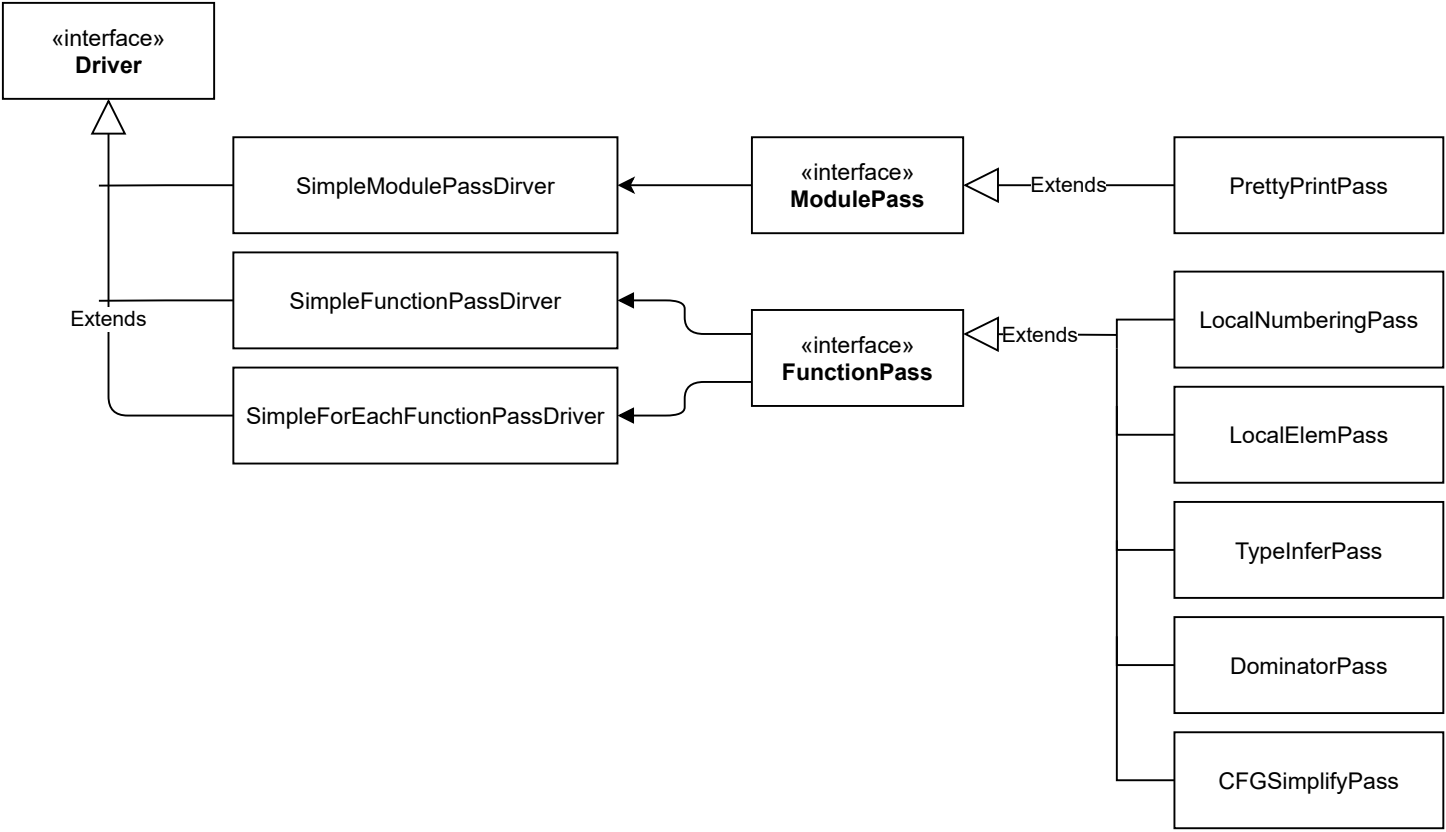 «interface»
Driver
SimpleModulePassDirver
«interface»
ModulePass
Extends
PrettyPrintPass
SimpleFunctionPassDirver
Extends
SimpleForEachFunctionPassDriver
«interface»
FunctionPass
Extends
LocalNumberingPass
LocalElemPass
TypeInferPass
DominatorPass
CFGSimplifyPass